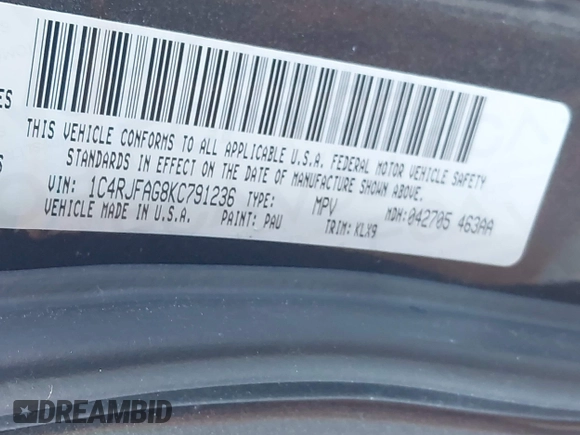 ES
THIS VEHICLE CONFORMS TO ALL APPLICABLE U.S.A. FEDERAL MOTOR VEHICLE SAFETY
STANDARDS IN EFFECT ON THE DATE OF MANUFACTURE SHOWN ABOVE.
S
VIN: 1C4RJFAG8KC791236 TYPE: MPV MDH:042705 463AA
VEHICLE MADE IN U.S.A. PAINT: PAU TRIM: KLX9
DREAMBID